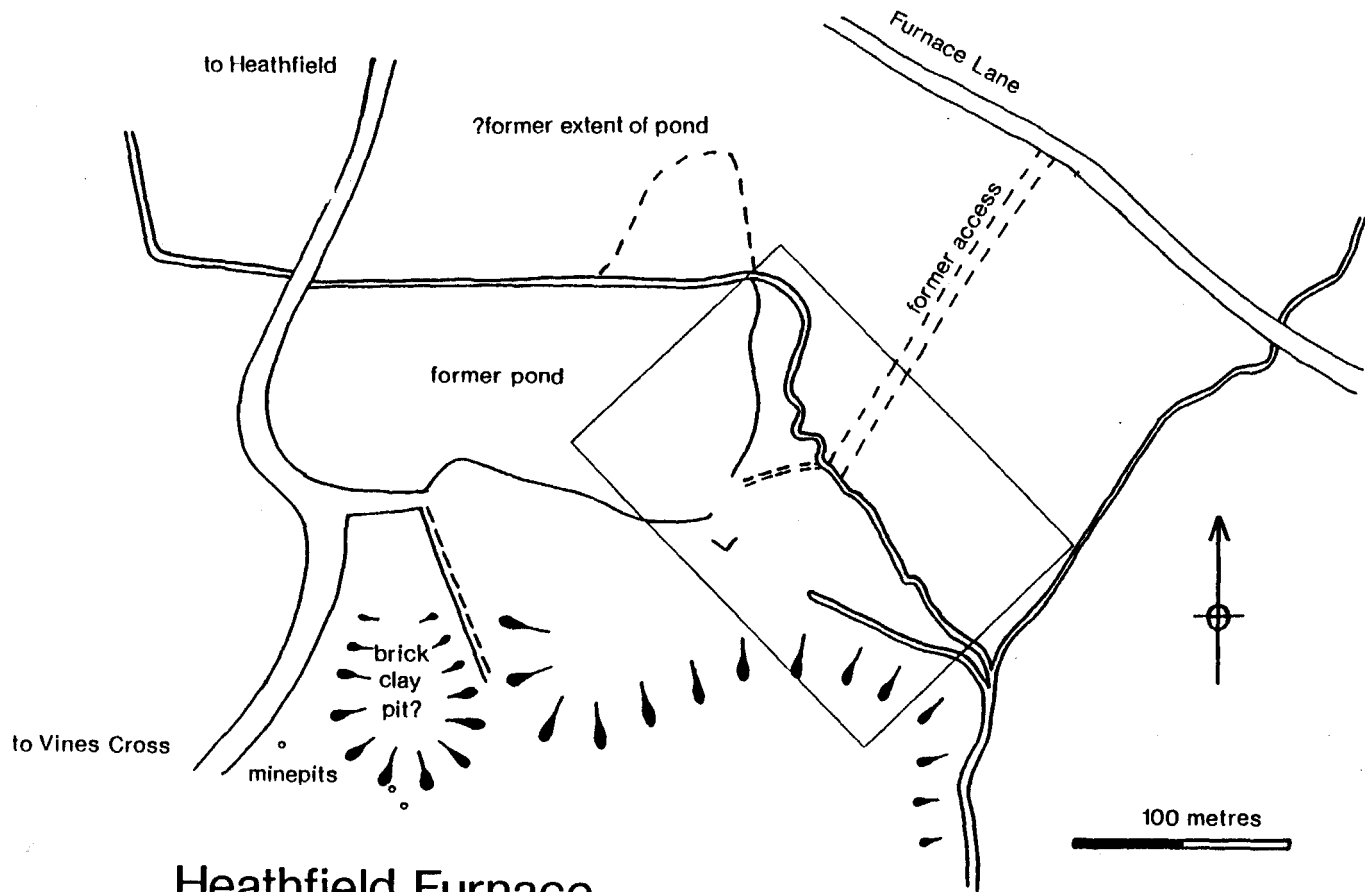 Furnace Lane
to Heathfield
?former extent of pond
former access
former pond
brick
clay
pit?
to Vines Cross
minepits
100 metres
Heathfield Furnace